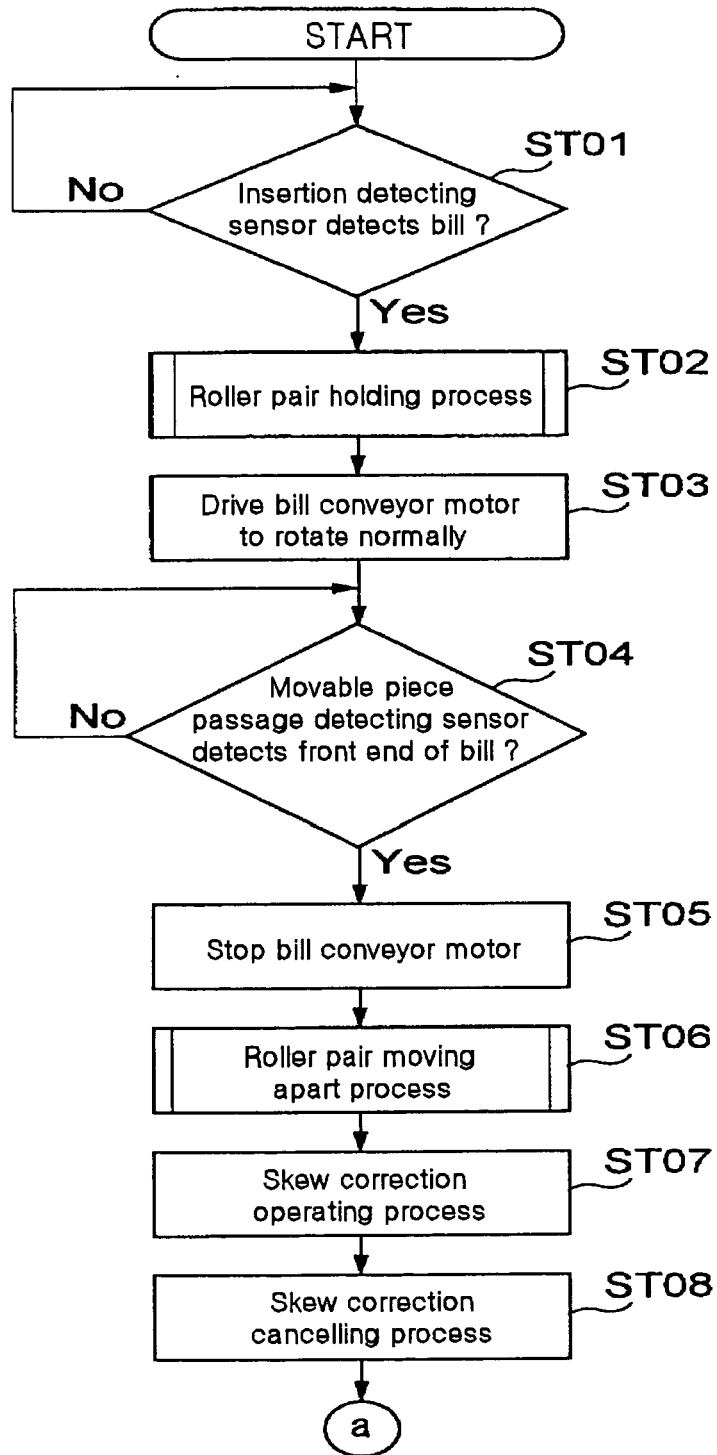 START
ST01
Insertion detecting
sensor detects bill ?
No
Yes
ST02
Roller pair holding process
ST03
Drive bill conveyor motor
to rotate normally
ST04
Movable piece
passage detecting sensor
detects front end of bill ?
No
Yes
ST05
Stop bill conveyor motor
ST06
Roller pair moving
apart process
ST07
Skew correction
operating process
ST08
Skew correction
cancelling process
a